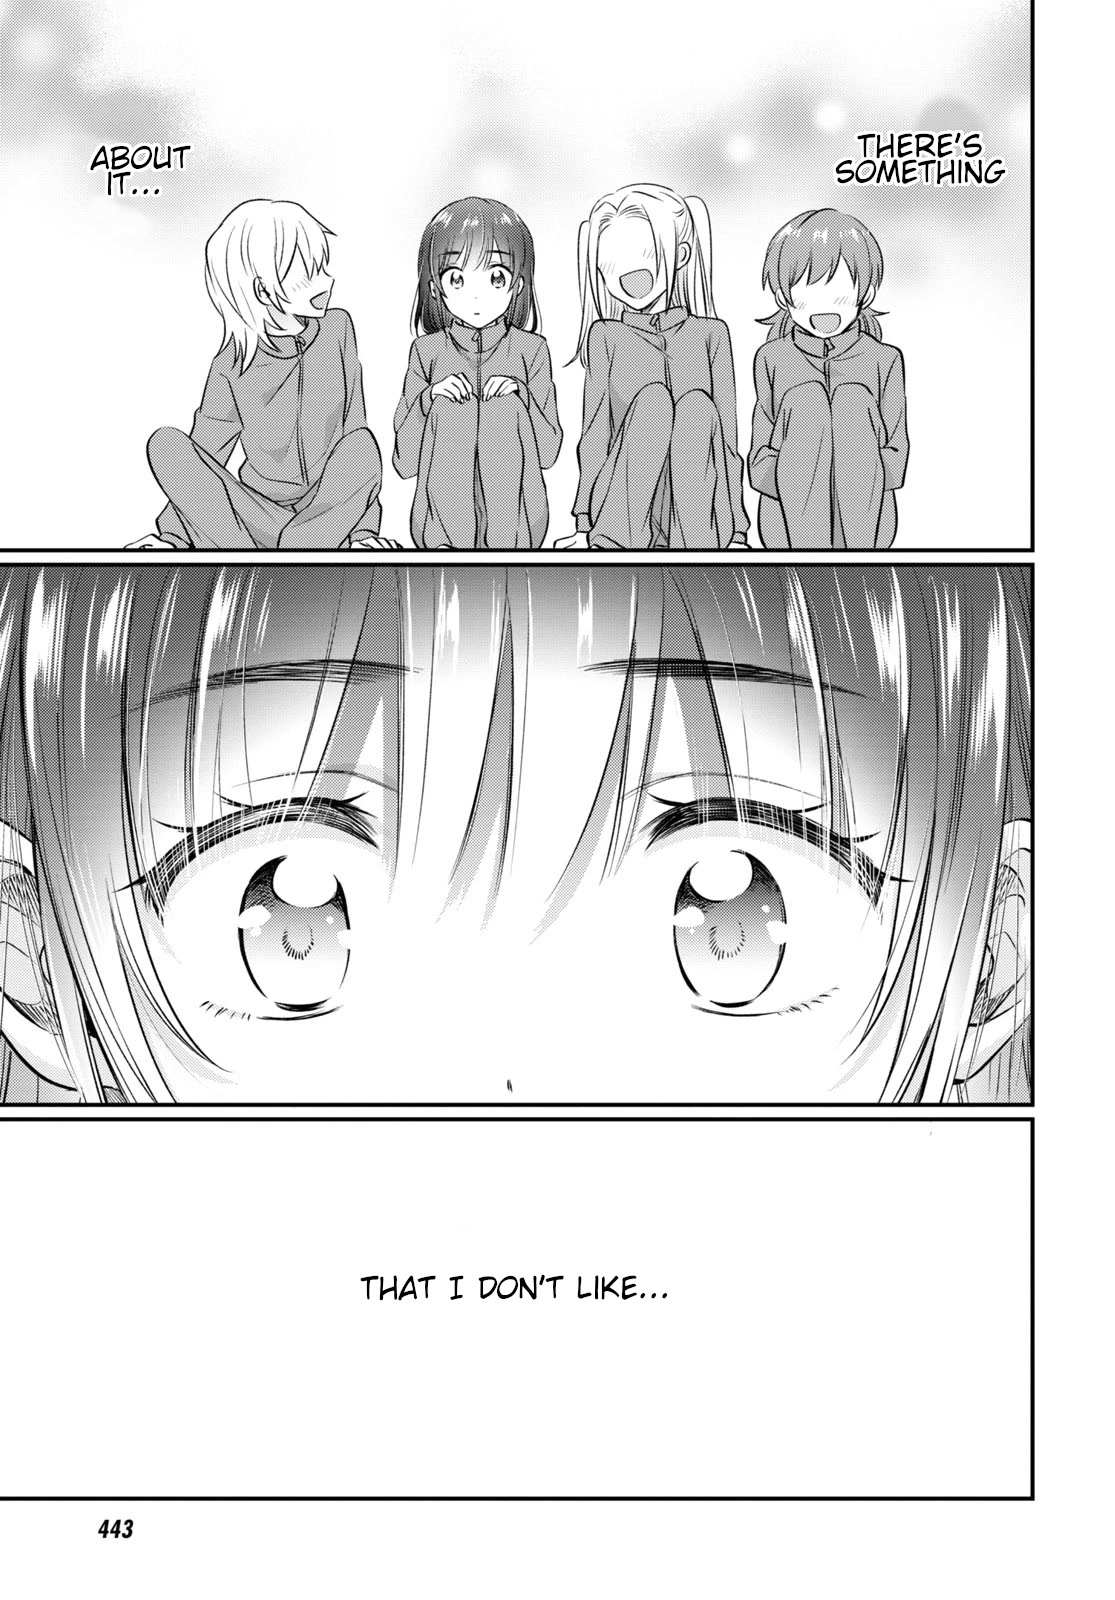 THERE'S
SOMETHING
ABOUT
IT...
THAT I DON'T LIKE...
443